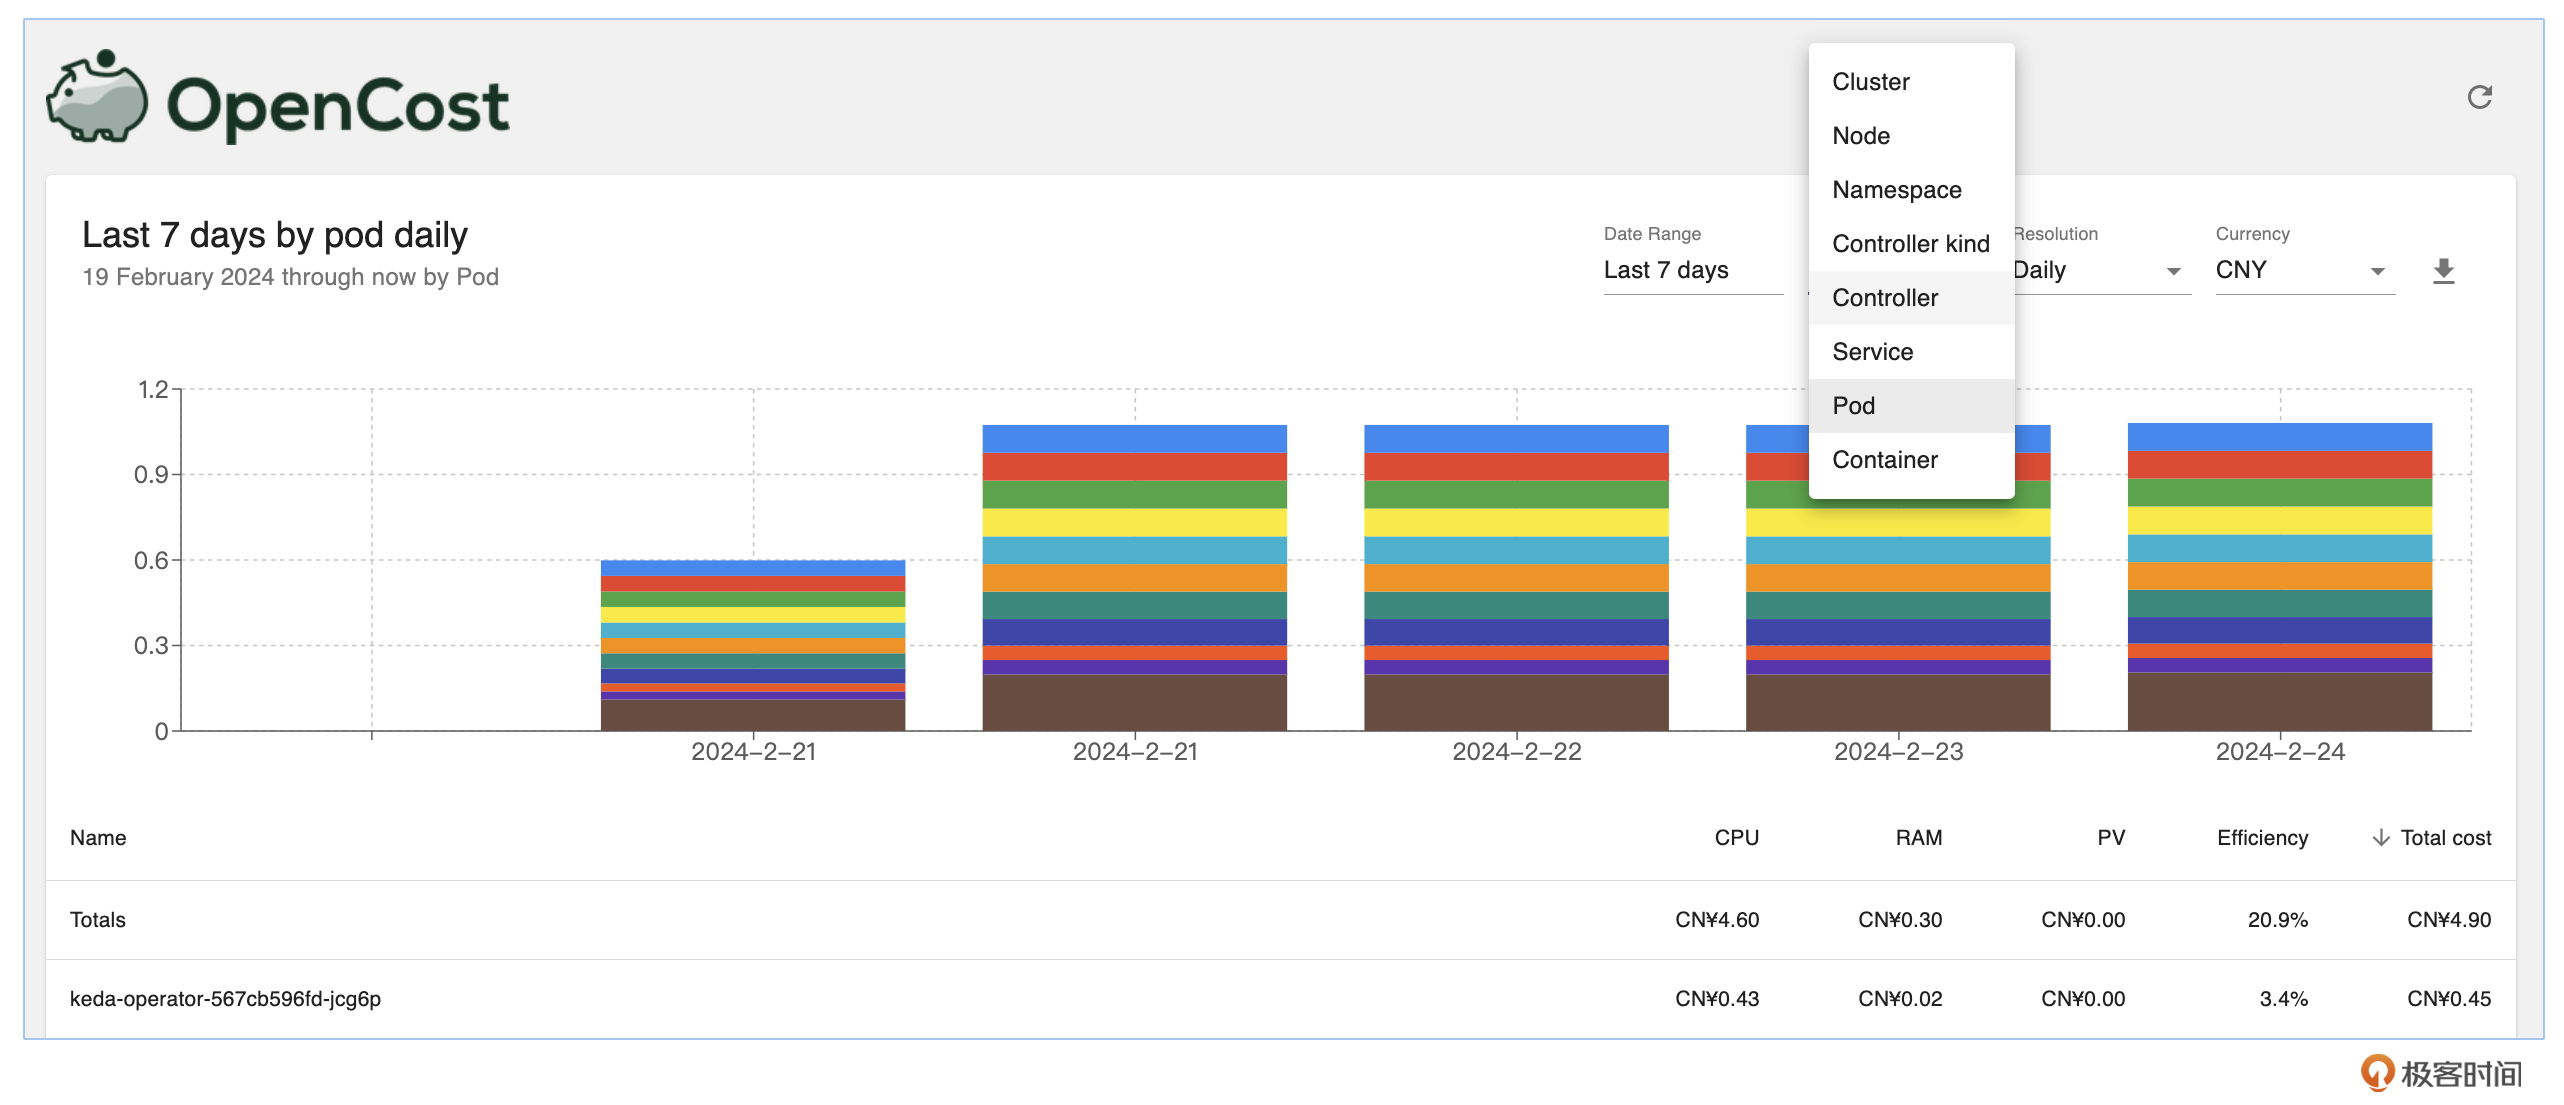 OpenCost
Cluster
Node
Namespace
Controller kind
Controller
Service
Pod
Container
Last 7 days by pod daily
19 February 2024 through now by Pod
Date Range
Last 7 days
Resolution
Daily
Currency
CNY
1.2
0.9
0.6
0.3
0
2024-2-21 2024-2-21 2024-2-22 2024-2-23 2024-2-24
Name CPU RAM PV Efficiency Total cost
Totals CN¥4.60 CN¥0.30 CN¥0.00 20.9% CN¥4.90
keda-operator-567cb596fd-jcg6p CN¥0.43 CN¥0.02 CN¥0.00 3.4% CN¥0.45
极客时间